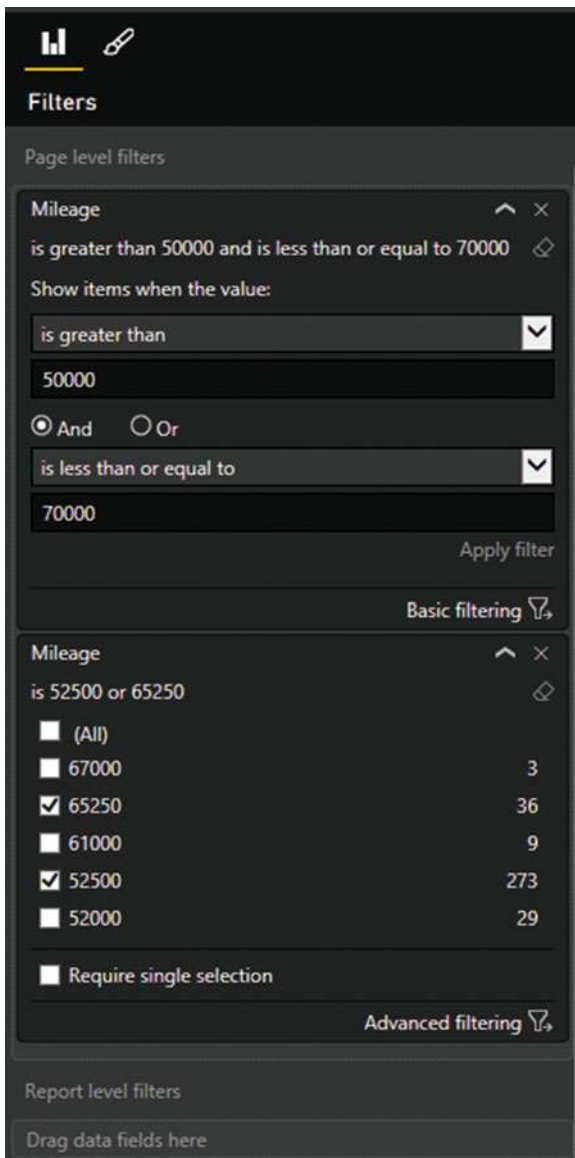 Filters
Page level filters
Mileage
is greater than 50000 and is less than or equal to 70000
Show items when the value:
is greater than
50000
And Or
is less than or equal to
70000
Apply filter
Basic filtering
Mileage
is 52500 or 65250
(All)
67000 3
65250 36
61000 9
52500 273
52000 29
Require single selection
Advanced filtering
Report level filters
Drag data fields here